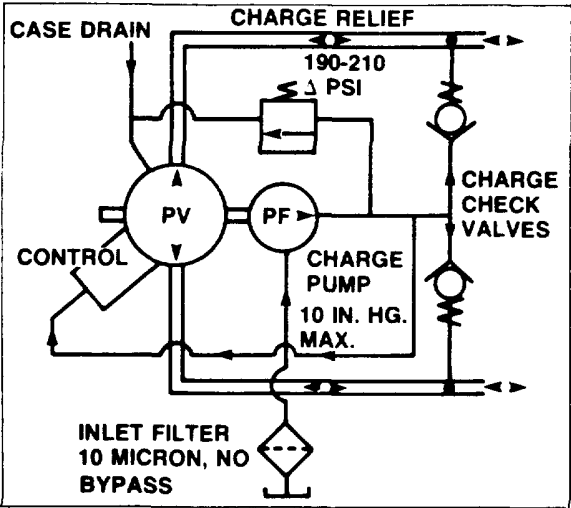 CASE DRAIN
CHARGE RELIEF
190-210
Δ PSI
PV
PF
CHARGE
CHECK
VALVES
CONTROL
CHARGE
PUMP
10 IN. HG.
MAX.
INLET FILTER
10 MICRON, NO
BYPASS